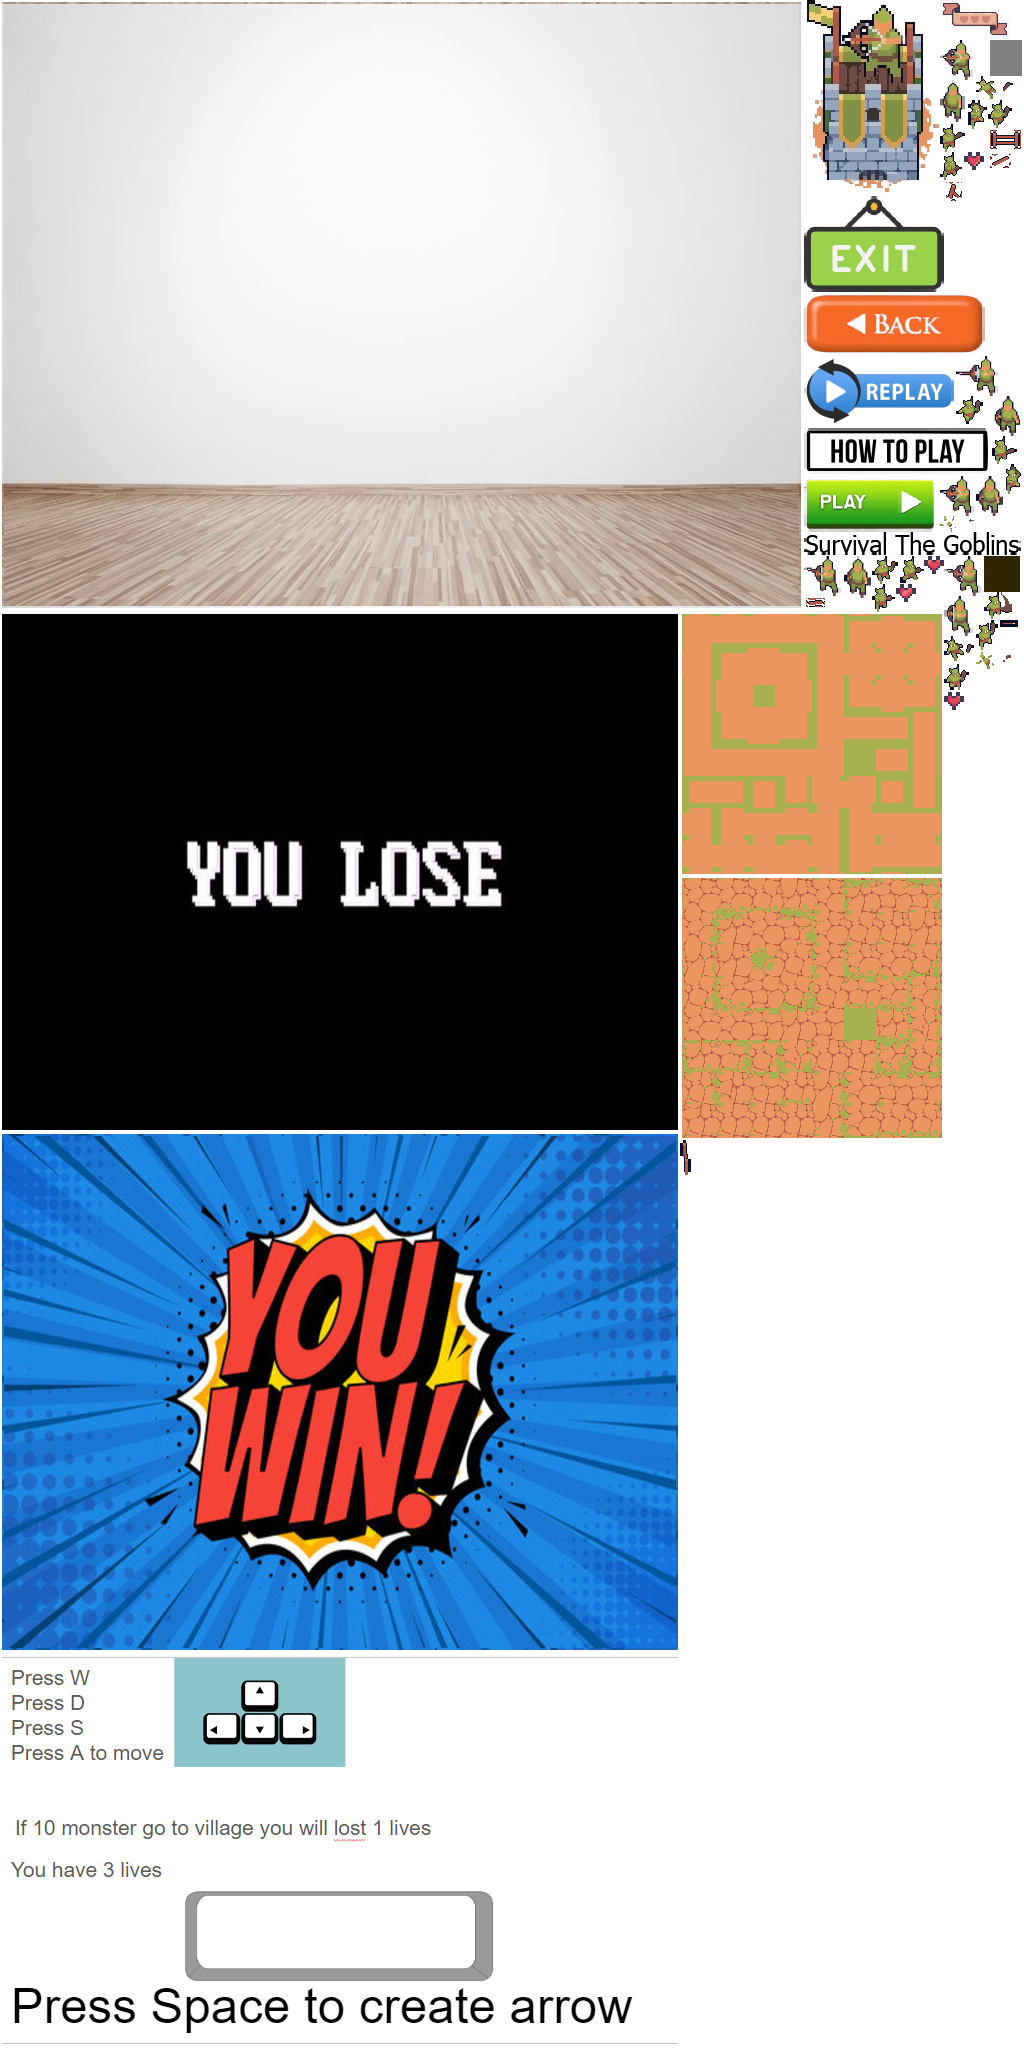 EXIT
BACK
REPLAY
HOW TO PLAY
PLAY
Survival The Goblins
YOU LOSE
YOU
WIN!
Press W
Press D
Press S
Press A to move
If 10 monster go to village you will lost 1 lives
You have 3 lives
Press Space to create arrow